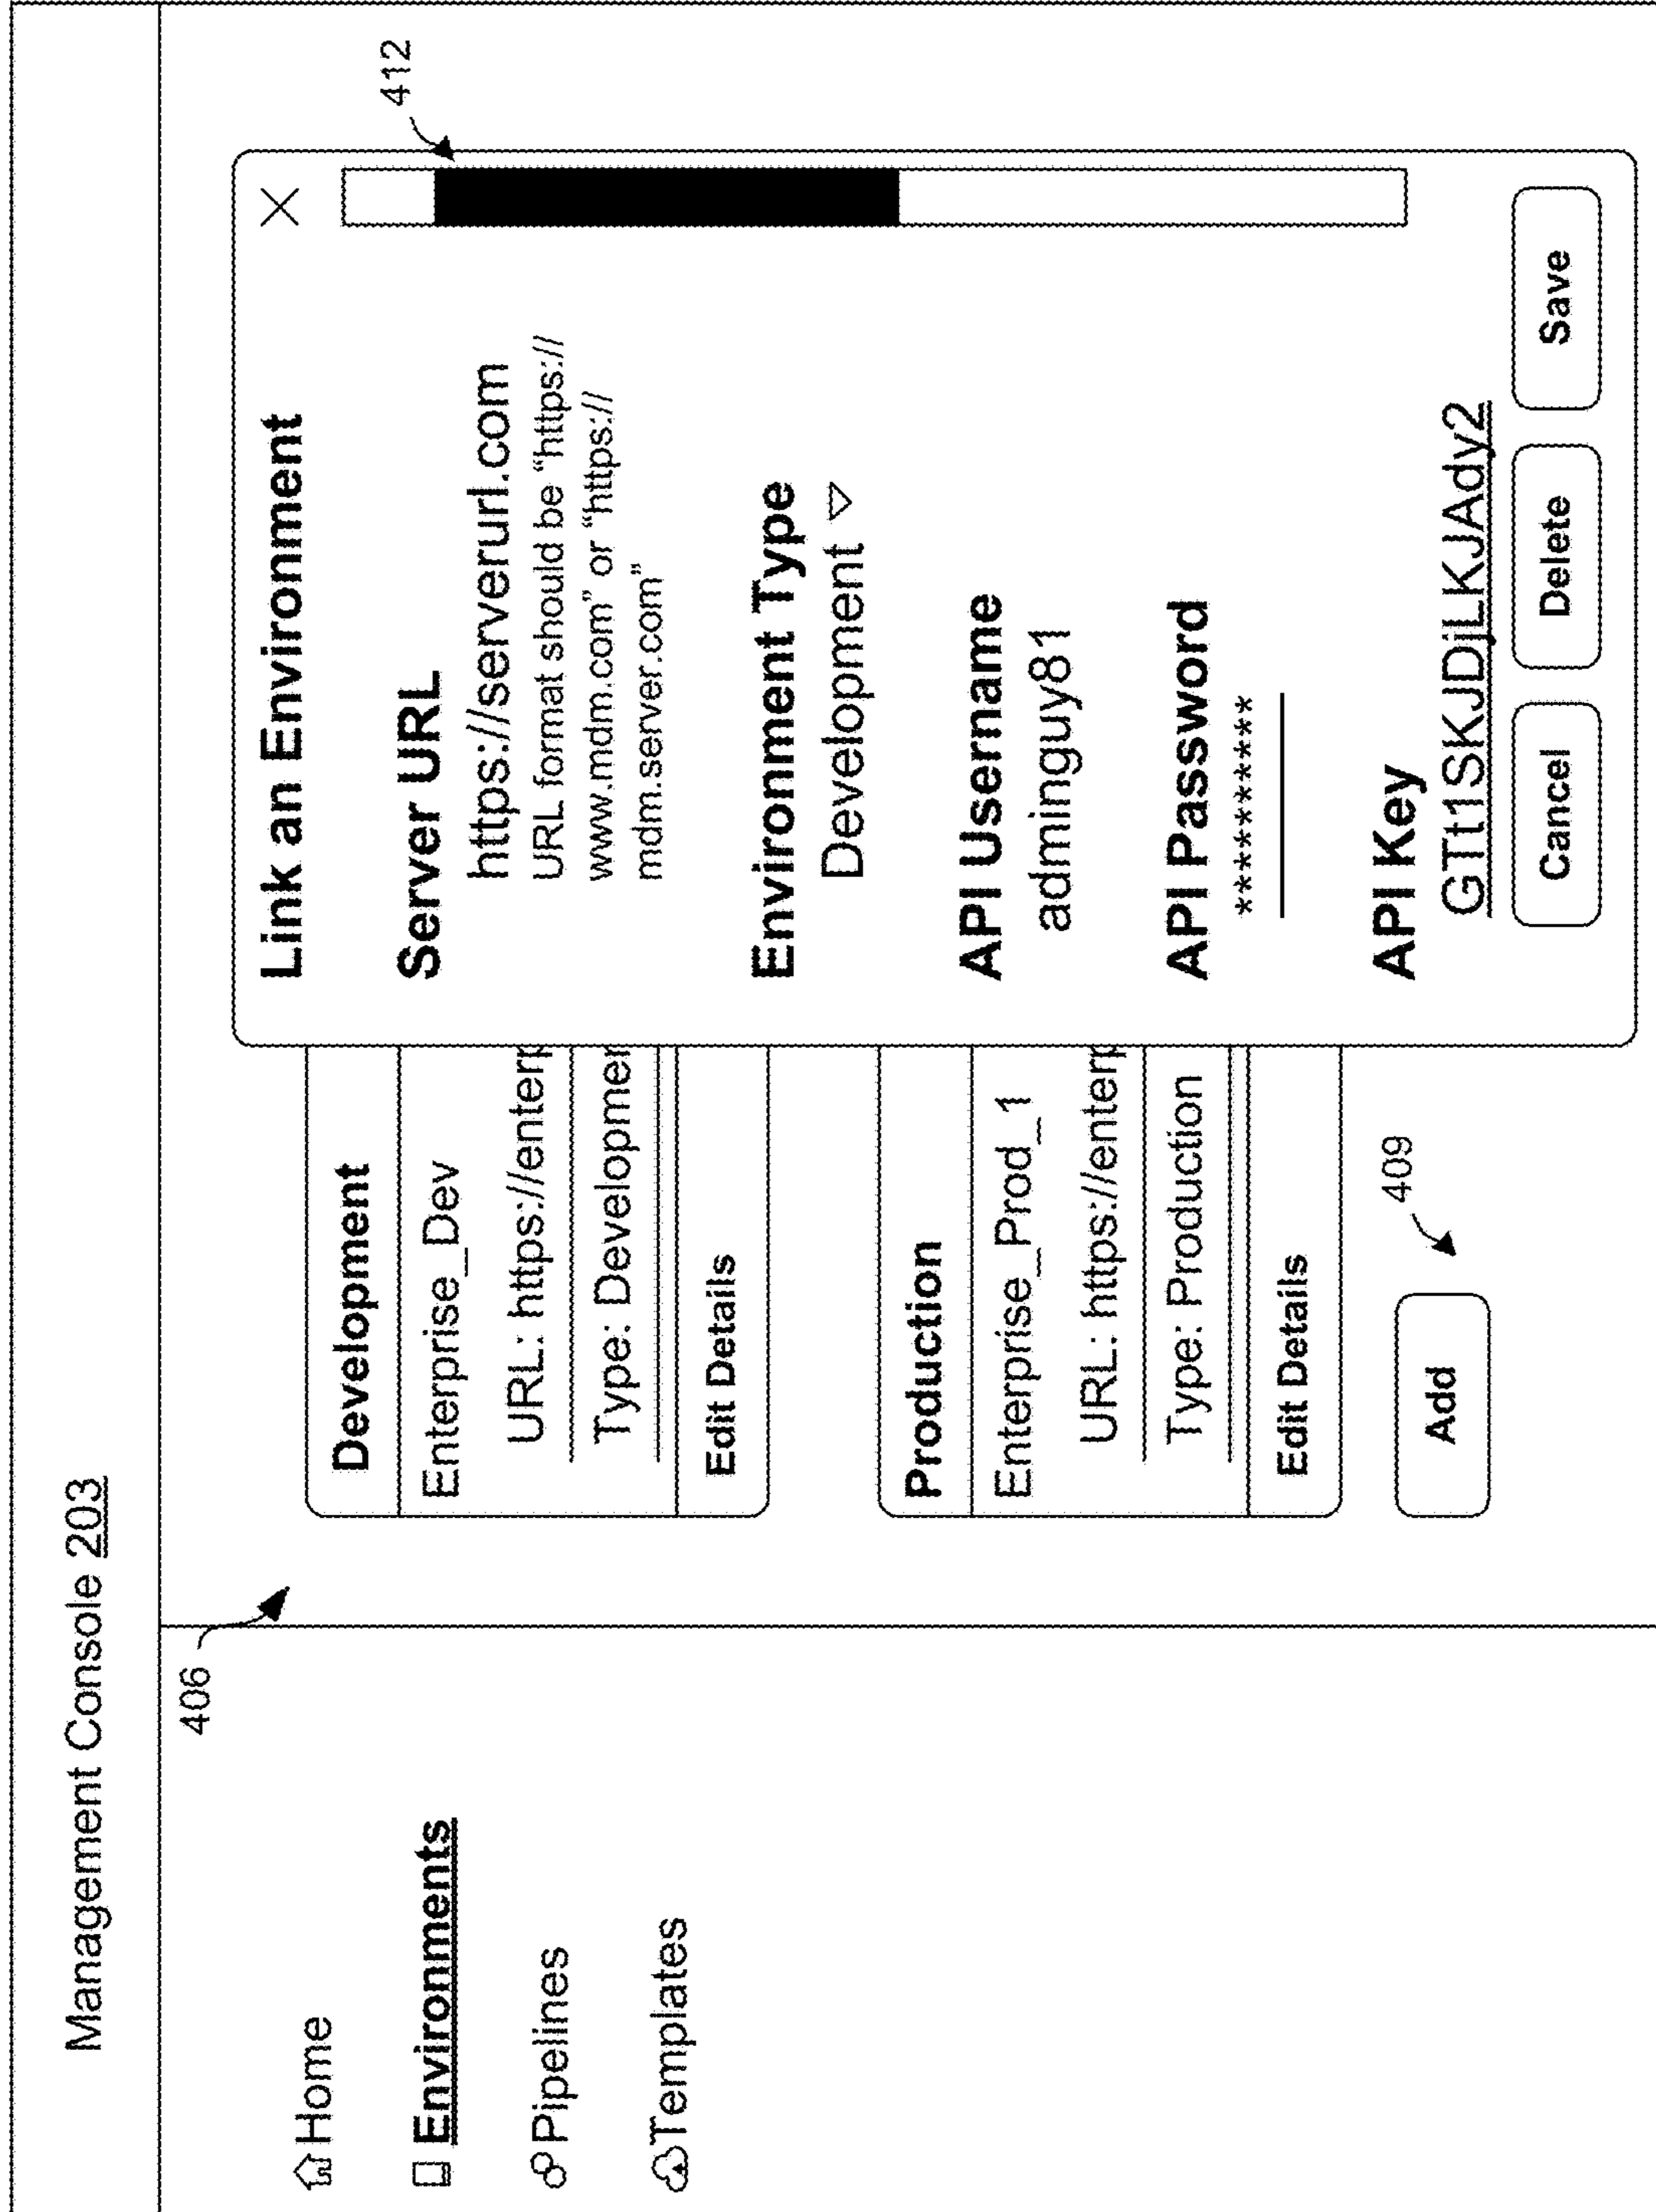 Management Console 203
406
Home
Environments
Pipelines
Templates
Development
Enterprise_Dev
URL: https://enterp
Type: Developmen
Edit Details
Production
Enterprise_Prod_1
URL: https://enterp
Type: Production
Edit Details
Add
409
412
Link an Environment
Server URL
https://serverurl.com
URL format should be “https://
www.mdm.com” or “https://
mdm.server.com”
Environment Type
Development
API Username
adminguy81
API Password
**********
API Key
GTt1SKJDjLKJAdy2
Cancel
Delete
Save